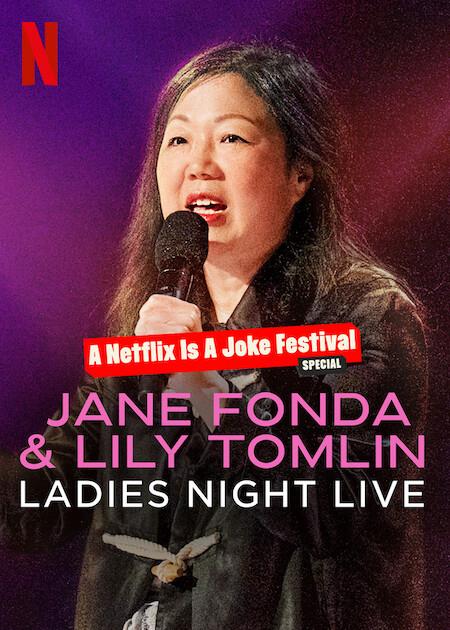 N
A Netflix Is A Joke Festival
SPECIAL
JANE FONDA
& LILY TOMLIN
LADIES NIGHT LIVE